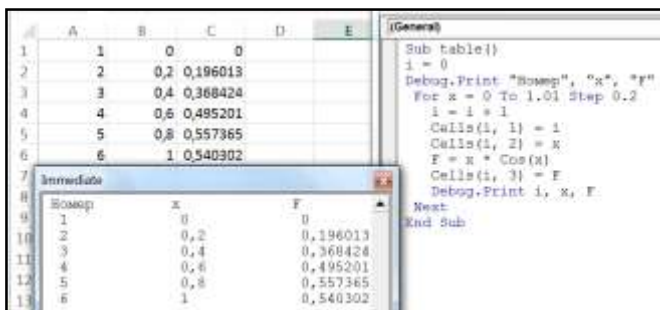 A B C D E
1 1 0 0
2 2 0,2 0,196013
3 3 0,4 0,368424
4 4 0,6 0,495201
5 5 0,8 0,557365
6 6 1 0,540302
7
8
9
10
11
12
13
Immediate
Номер x F
1 0 0
2 0,2 0,196013
3 0,4 0,368424
4 0,6 0,495201
5 0,8 0,557365
6 1 0,540302
(General)
Sub table()
i = 0
Debug.Print "Номер", "x", "F"
For x = 0 To 1.01 Step 0.2
i = i + 1
Cells(i, 1) = i
Cells(i, 2) = x
F = x * Cos(x)
Cells(i, 3) = F
Debug.Print i, x, F
Next
End Sub